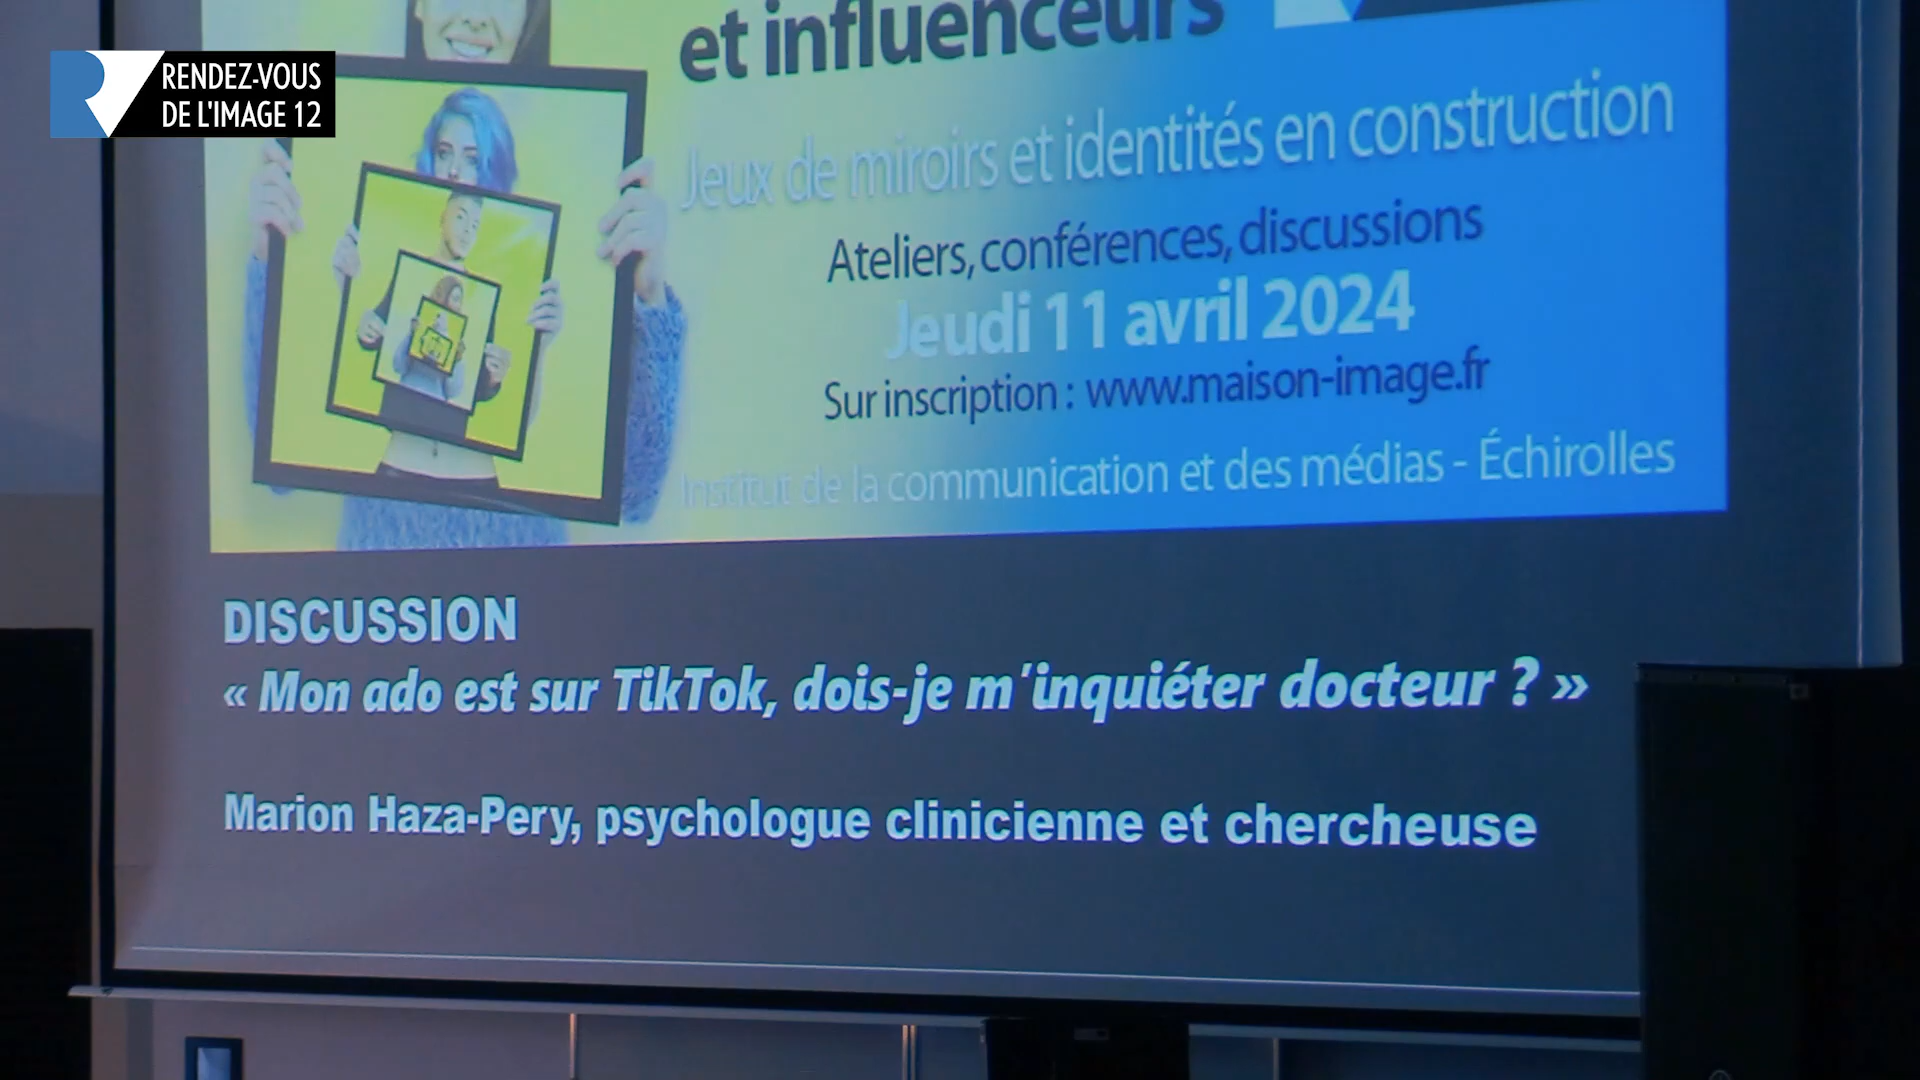 RENDEZ-VOUS
DE L'IMAGE 12
et influenceurs
Jeux de miroirs et identités en construction
Ateliers, conférences, discussions
Jeudi 11 avril 2024
Sur inscription : www.maison-image.fr
Institut de la communication et des médias - Échirolles
DISCUSSION
« Mon ado est sur TikTok, dois-je m'inquiéter docteur ? »
Marion Haza-Pery, psychologue clinicienne et chercheuse